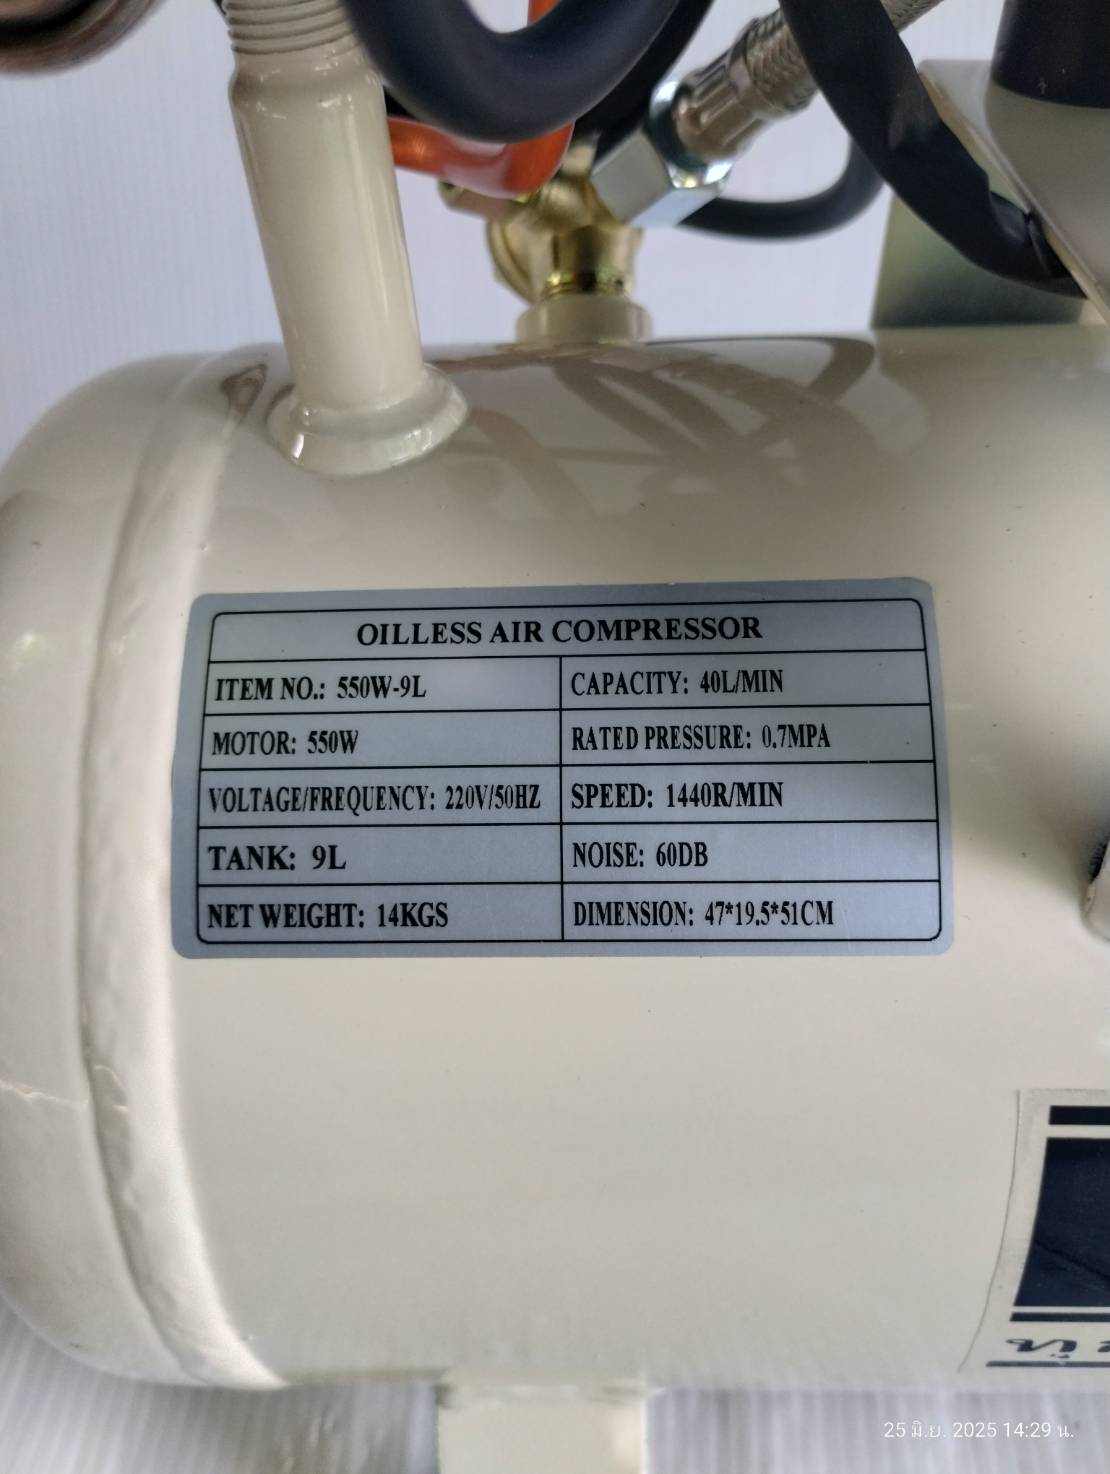 OILLESS AIR COMPRESSOR
ITEM NO.: 550W-9L CAPACITY: 40L/MIN
MOTOR: 550W RATED PRESSURE: 0.7MPA
VOLTAGE/FREQUENCY: 220V/50HZ SPEED: 1440R/MIN
TANK: 9L NOISE: 60DB
NET WEIGHT: 14KGS DIMENSION: 47*19.5*51CM
25 มิ.ย. 2025 14:29 น.